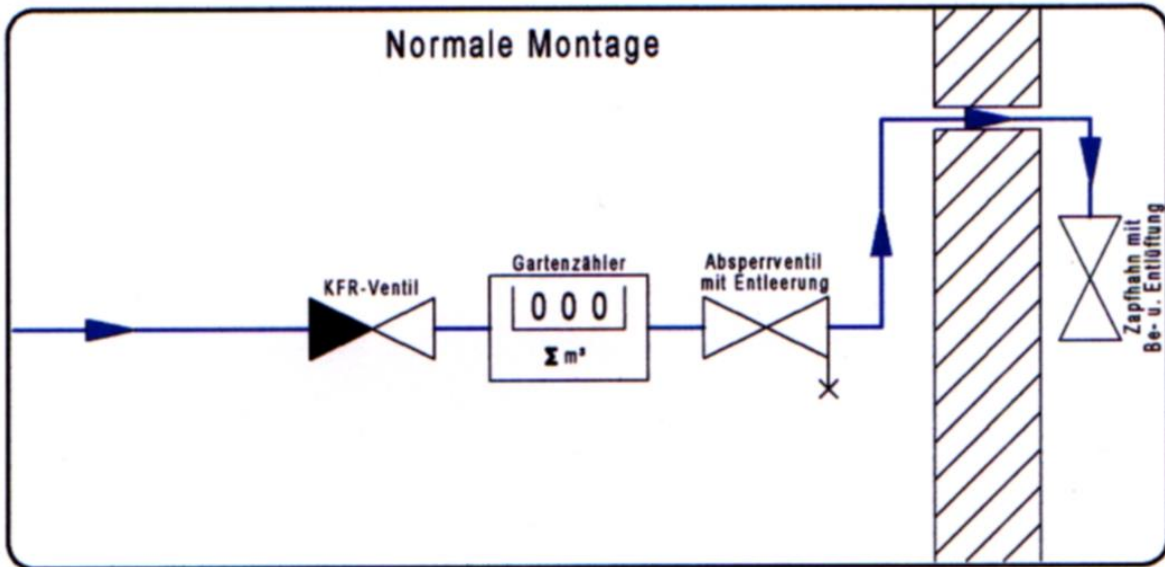 Normale Montage
KFR-Ventil
Gartenzähler
000
Σ m³
Absperrventil
mit Entleerung
Zapfhahn mit
Be- u. Entlüftung